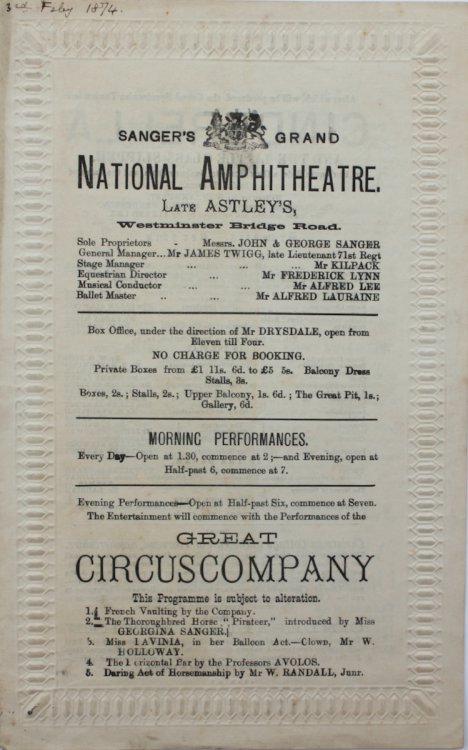 3rd Feby 1874.
SANGER'S GRAND
NATIONAL AMPHITHEATRE.
LATE ASTLEY'S,
Westminster Bridge Road.
Sole Proprietors - Messrs. JOHN & GEORGE SANGER
General Manager...Mr JAMES TWIGG, late Lieutenant 71st Regt
Stage Manager ... ... ... Mr KILPACK
Equestrian Director ... Mr FREDERICK LYNN
Musical Conductor ... ... Mr ALFRED LEE
Ballet Master .. ... Mr ALFRED LAURAINE
Box Office, under the direction of Mr DRYSDALE, open from
Eleven till Four.
NO CHARGE FOR BOOKING.
Private Boxes from £1 11s. 6d. to £5 5s. Balcony Dress
Stalls, 3s.
Boxes, 2s.; Stalls, 2s.; Upper Balcony, 1s. 6d.; The Great Pit, 1s.;
Gallery, 6d.
MORNING PERFORMANCES.
Every Day—Open at 1.30, commence at 2;—and Evening, open at
Half-past 6, commence at 7.
Evening Performances—Open at Half-past Six, commence at Seven.
The Entertainment will commence with the Performances of the
GREAT
CIRCUS COMPANY
This Programme is subject to alteration.
1. French Vaulting by the Company.
2. The Thoroughbred Horse, "Pirateer," introduced by Miss
GEORGINA SANGER.
3. Miss LAVINIA, in her Balloon Act.—Clown, Mr W.
HOLLOWAY.
4. The Horizontal Bar by the Professors AVOLOS.
5. Daring Act of Horsemanship by Mr W. RANDALL, Junr.